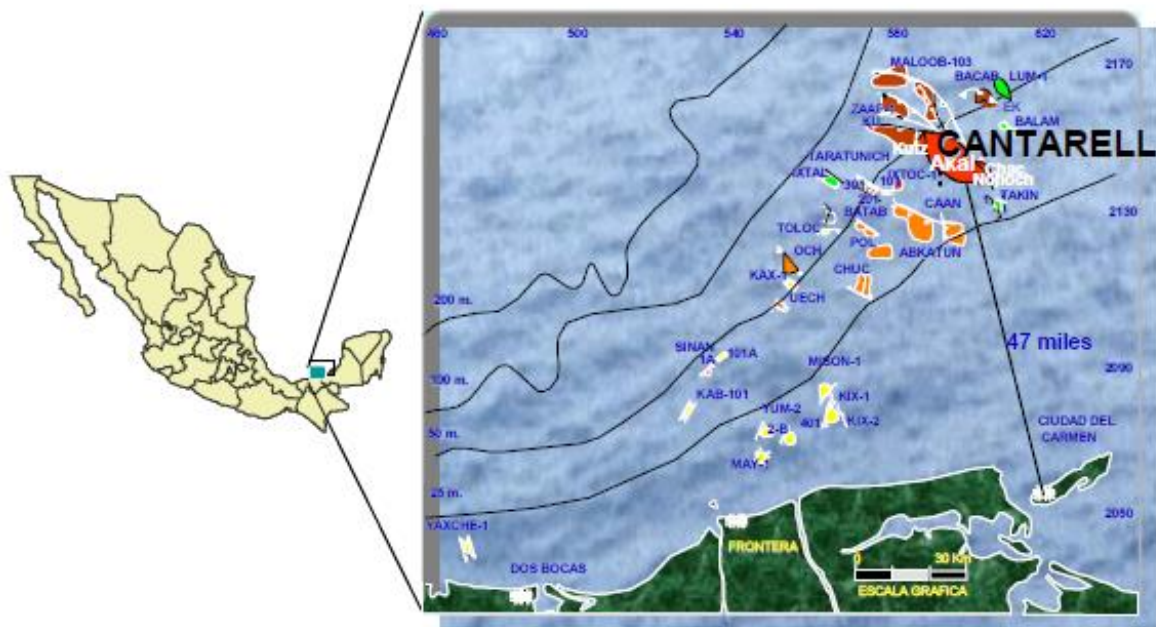 460 500 540 580 620
MALOOB-103
2170
BACAB LUM-1
ZAAP-1
EK
KU
BALAM
CANTARELL
Kutz
Akal
Chac
TARATUNICH
Nohoch
IXTAL
IXTOC-1
301 101
TAKIN
201
CAAN
BATAB
2130
TOLOC
POL
OCH
ABKATUN
KAX-1
CHUC
UECH
200 m.
47 miles
SINAN
101A
1A
MISON-1
2090
100 m.
KAB-101
KIX-1
YUM-2
401
KIX-2
2-B
CIUDAD DEL
CARMEN
50 m.
MAY-1
25 m.
2050
YAXCHE-1
FRONTERA
0 30 Km
DOS BOCAS
ESCALA GRAFICA